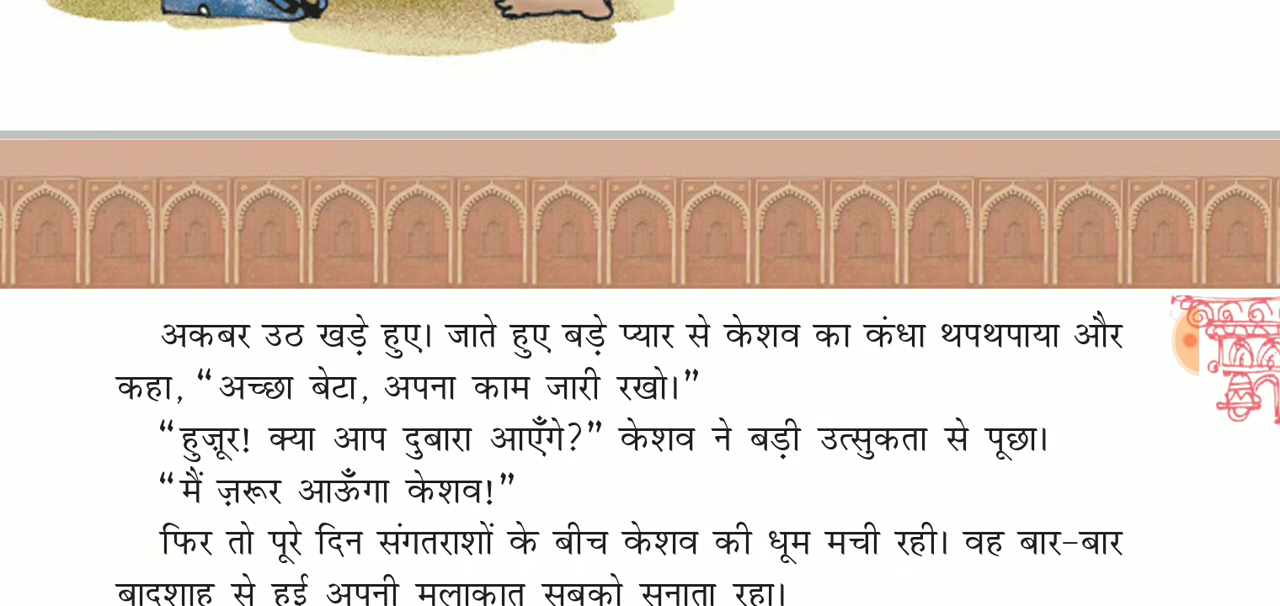 अकबर उठ खड़े हुए। जाते हुए बड़े प्यार से केशव का कंधा थपथपाया और
कहा, “अच्छा बेटा, अपना काम जारी रखो।”
“हुज़ूर! क्या आप दुबारा आएँगे?” केशव ने बड़ी उत्सुकता से पूछा।
“मैं ज़रूर आऊँगा केशव!”
फिर तो पूरे दिन संगतराशों के बीच केशव की धूम मची रही। वह बार-बार
बादशाह से हुई अपनी मुलाकात सबको सुनाता रहा।